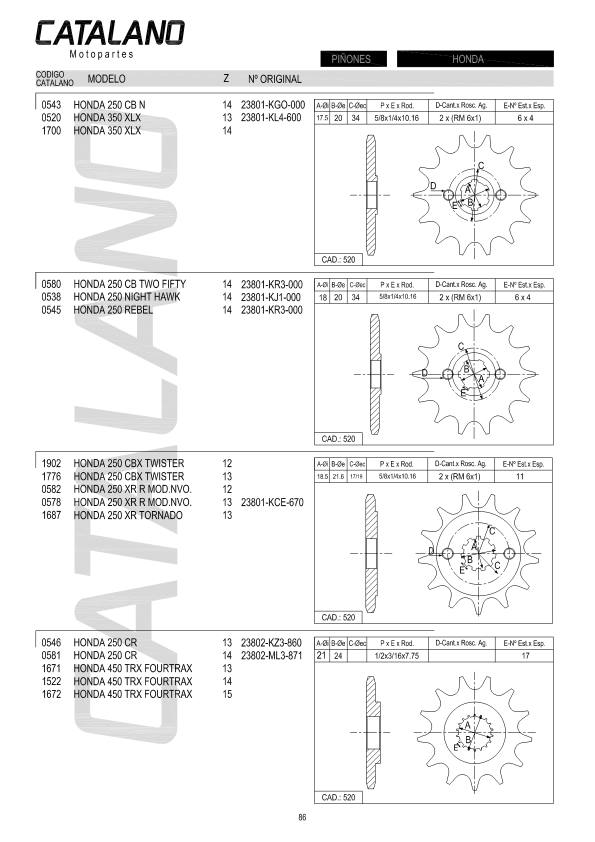 CATALANO
Motopartes
PIÑONES HONDA
CODIGO CATALANO MODELO Z Nº ORIGINAL
0543 HONDA 250 CB N 14 23801-KGO-000
0520 HONDA 350 XLX 13 23801-KL4-600
1700 HONDA 350 XLX 14
A-Øi B-Øe C-Øec P x E x Rod. D-Cant.x Rosc. Ag. E-Nº Est.x Esp.
17.5 20 34 5/8x1/4x10.16 2 x (RM 6x1) 6 x 4
C
A
D
B
E
CAD.: 520
0580 HONDA 250 CB TWO FIFTY 14 23801-KR3-000
0538 HONDA 250 NIGHT HAWK 14 23801-KJ1-000
0545 HONDA 250 REBEL 14 23801-KR3-000
A-Øi B-Øe C-Øec P x E x Rod. D-Cant.x Rosc. Ag. E-Nº Est.x Esp.
18 20 34 5/8x1/4x10.16 2 x (RM 6x1) 6 x 4
C
B
D
A
E
CAD.: 520
1902 HONDA 250 CBX TWISTER 12
1776 HONDA 250 CBX TWISTER 13
0582 HONDA 250 XR R MOD.NVO. 12
0578 HONDA 250 XR R MOD.NVO. 13 23801-KCE-670
1687 HONDA 250 XR TORNADO 13
A-Øi B-Øe C-Øec P x E x Rod. D-Cant.x Rosc. Ag. E-Nº Est.x Esp.
18.5 21.6 17/19 5/8x1/4x10.16 2 x (RM 6x1) 11
C
A
D
B
C
E
CAD.: 520
0546 HONDA 250 CR 13 23802-KZ3-860
0581 HONDA 250 CR 14 23802-ML3-871
1671 HONDA 450 TRX FOURTRAX 13
1522 HONDA 450 TRX FOURTRAX 14
1672 HONDA 450 TRX FOURTRAX 15
A-Øi B-Øe C-Øec P x E x Rod. D-Cant.x Rosc. Ag. E-Nº Est.x Esp.
21 24 1/2x3/16x7.75 17
A
B
E
CAD.: 520
CATALANO
86